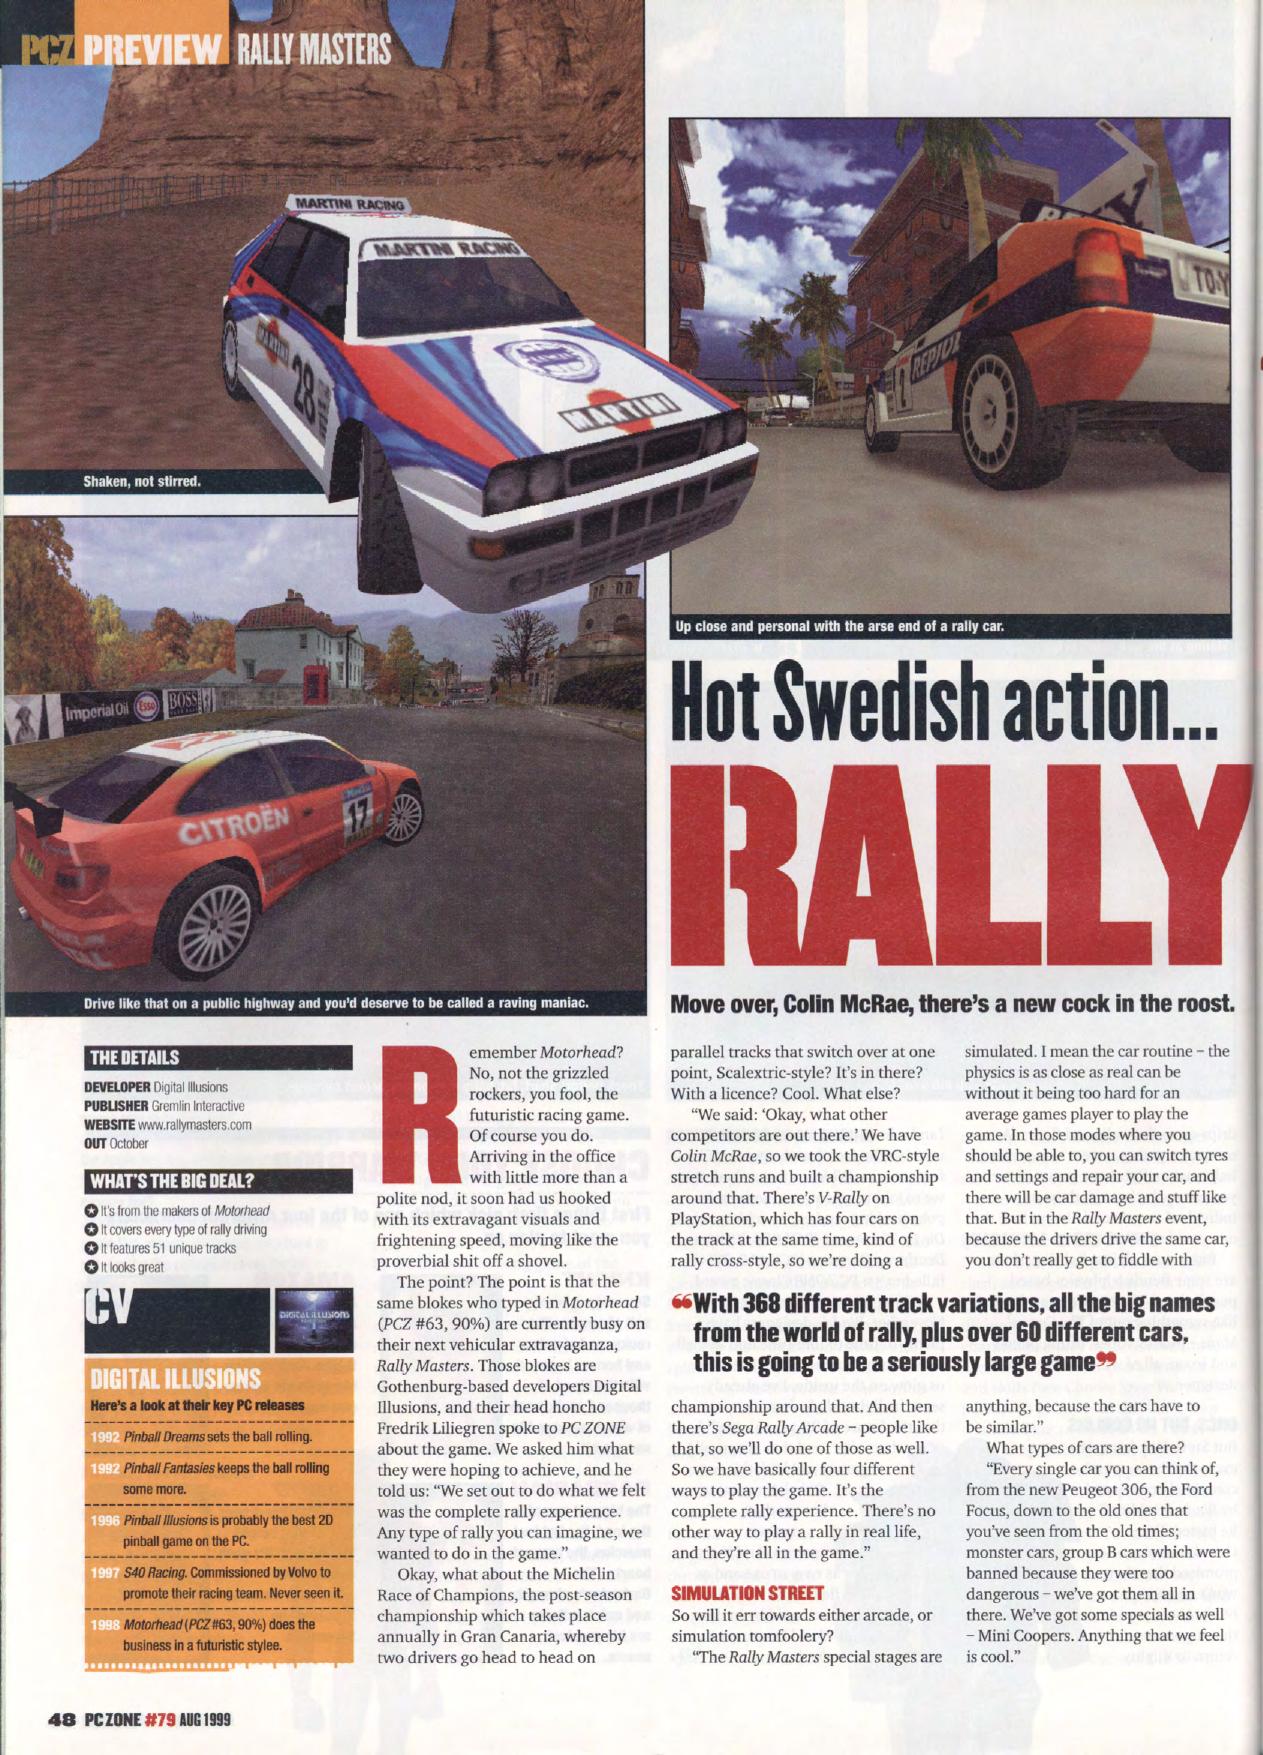 PCZ PREVIEW RALLY MASTERS
MARTINI RACING
MARTINI RACING
MARTINI
28
MARTINI
Shaken, not stirred.
TO-Y
REPSOL
Up close and personal with the arse end of a rally car.
Imperial Oil Esso BOSS
CITROËN
17
Drive like that on a public highway and you'd deserve to be called a raving maniac.
Hot Swedish action...
RALLY
Move over, Colin McRae, there's a new cock in the roost.
THE DETAILS
DEVELOPER Digital Illusions
PUBLISHER Gremlin Interactive
WEBSITE www.rallymasters.com
OUT October
WHAT'S THE BIG DEAL?
It's from the makers of Motorhead
It covers every type of rally driving
It features 51 unique tracks
It looks great
CV
DIGITAL ILLUSIONS
DIGITAL ILLUSIONS
Here's a look at their key PC releases
1992 Pinball Dreams sets the ball rolling.
1992 Pinball Fantasies keeps the ball rolling
some more.
1996 Pinball Illusions is probably the best 2D
pinball game on the PC.
1997 S40 Racing. Commissioned by Volvo to
promote their racing team. Never seen it.
1998 Motorhead (PCZ #63, 90%) does the
business in a futuristic stylee.
Remember Motorhead?
No, not the grizzled
rockers, you fool, the
futuristic racing game.
Of course you do.
Arriving in the office
with little more than a
polite nod, it soon had us hooked
with its extravagant visuals and
frightening speed, moving like the
proverbial shit off a shovel.
The point? The point is that the
same blokes who typed in Motorhead
(PCZ #63, 90%) are currently busy on
their next vehicular extravaganza,
Rally Masters. Those blokes are
Gothenburg-based developers Digital
Illusions, and their head honcho
Fredrik Liliegren spoke to PC ZONE
about the game. We asked him what
they were hoping to achieve, and he
told us: "We set out to do what we felt
was the complete rally experience.
Any type of rally you can imagine, we
wanted to do in the game."
Okay, what about the Michelin
Race of Champions, the post-season
championship which takes place
annually in Gran Canaria, whereby
two drivers go head to head on
parallel tracks that switch over at one
point, Scalextric-style? It's in there?
With a licence? Cool. What else?
"We said: 'Okay, what other
competitors are out there.' We have
Colin McRae, so we took the VRC-style
stretch runs and built a championship
around that. There's V-Rally on
PlayStation, which has four cars on
the track at the same time, kind of
rally cross-style, so we're doing a
championship around that. And then
there's Sega Rally Arcade – people like
that, so we'll do one of those as well.
So we have basically four different
ways to play the game. It's the
complete rally experience. There's no
other way to play a rally in real life,
and they're all in the game."
SIMULATION STREET
So will it err towards either arcade, or
simulation tomfoolery?
"The Rally Masters special stages are
simulated. I mean the car routine – the
physics is as close as real can be
without it being too hard for an
average games player to play the
game. In those modes where you
should be able to, you can switch tyres
and settings and repair your car, and
there will be car damage and stuff like
that. But in the Rally Masters event,
because the drivers drive the same car,
you don't really get to fiddle with
anything, because the cars have to
be similar."
What types of cars are there?
"Every single car you can think of,
from the new Peugeot 306, the Ford
Focus, down to the old ones that
you've seen from the old times;
monster cars, group B cars which were
banned because they were too
dangerous – we've got them all in
there. We've got some specials as well
– Mini Coopers. Anything that we feel
is cool."
"With 368 different track variations, all the big names
from the world of rally, plus over 60 different cars,
this is going to be a seriously large game"
48 PC ZONE #79 AUG 1999